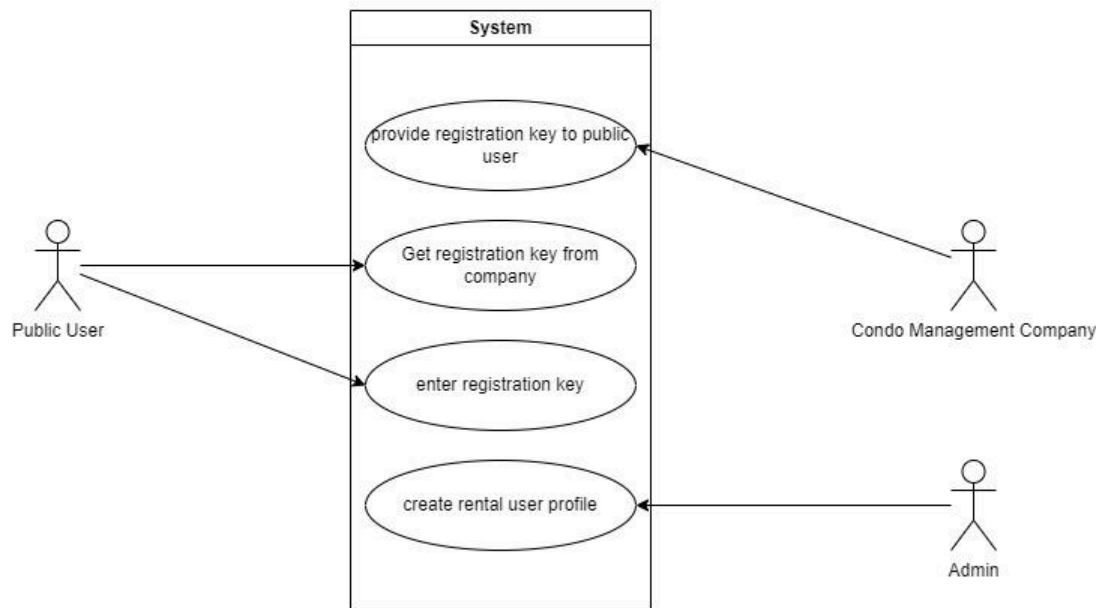 System
provide registration key to public
user
Get registration key from
company
Public User
Condo Management Company
enter registration key
create rental user profile
Admin